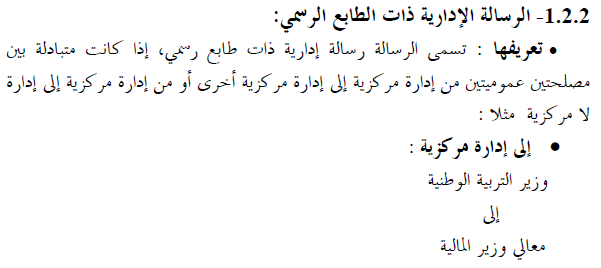 1.2.2- الرسالة الإدارية ذات الطابع الرسمي:
• تعريفها : تسمى الرسالة رسالة إدارية ذات طابع رسمي، إذا كانت متبادلة بين
مصلحتين عموميتين من إدارة مركزية إلى إدارة مركزية أخرى أو من إدارة مركزية إلى إدارة
لا مركزية مثلا :
• إلى إدارة مركزية :
وزير التربية الوطنية
إلى
معالي وزير المالية